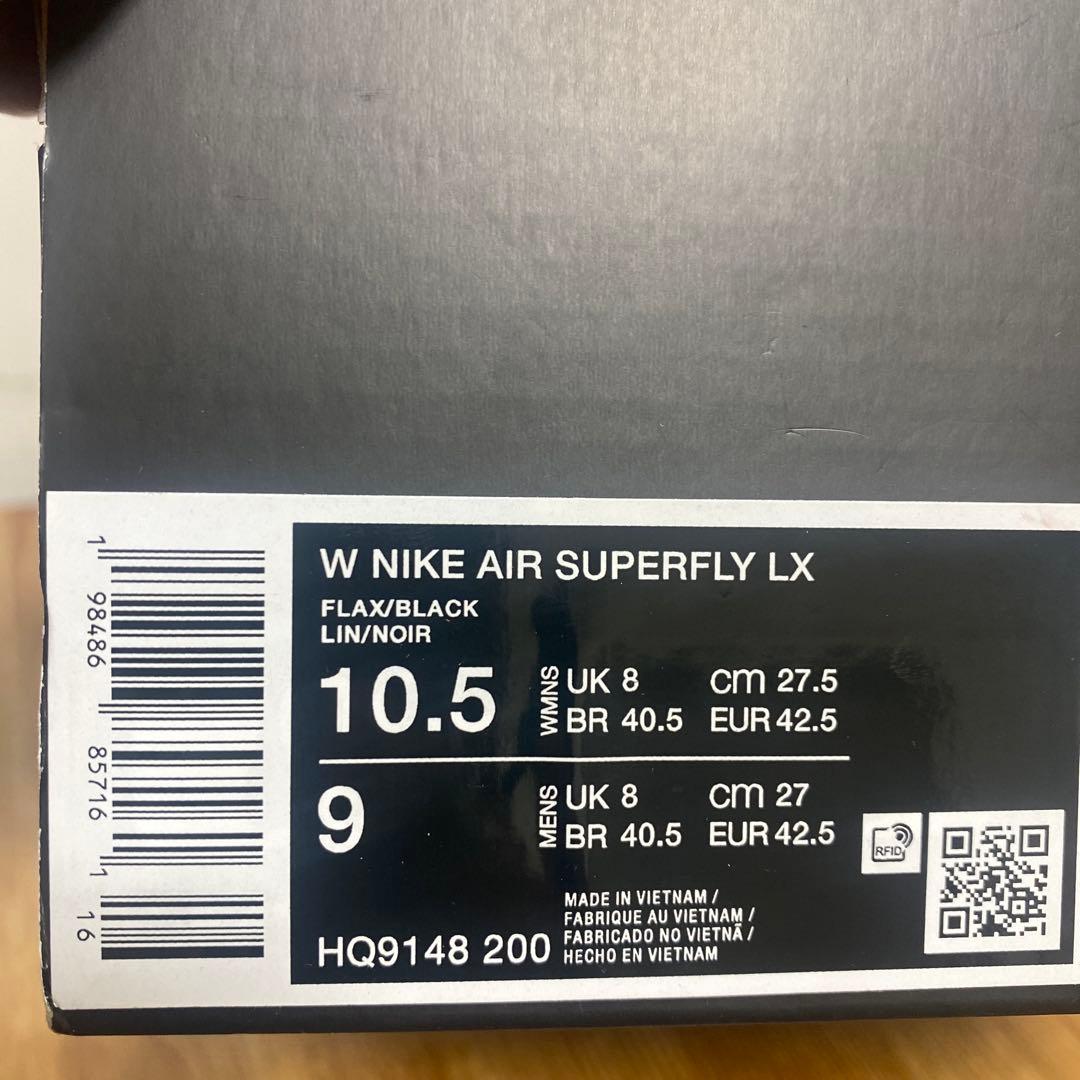 W NIKE AIR SUPERFLY LX
FLAX/BLACK
LIN/NOIR
10.5 WMNS UK 8 cm 27.5
BR 40.5 EUR 42.5
9 MENS UK 8 cm 27
BR 40.5 EUR 42.5
RFID
MADE IN VIETNAM /
FABRIQUE AU VIETNAM /
FABRICADO NO VIETNÃ /
HECHO EN VIETNAM
HQ9148 200
1 98486 85716 1 16